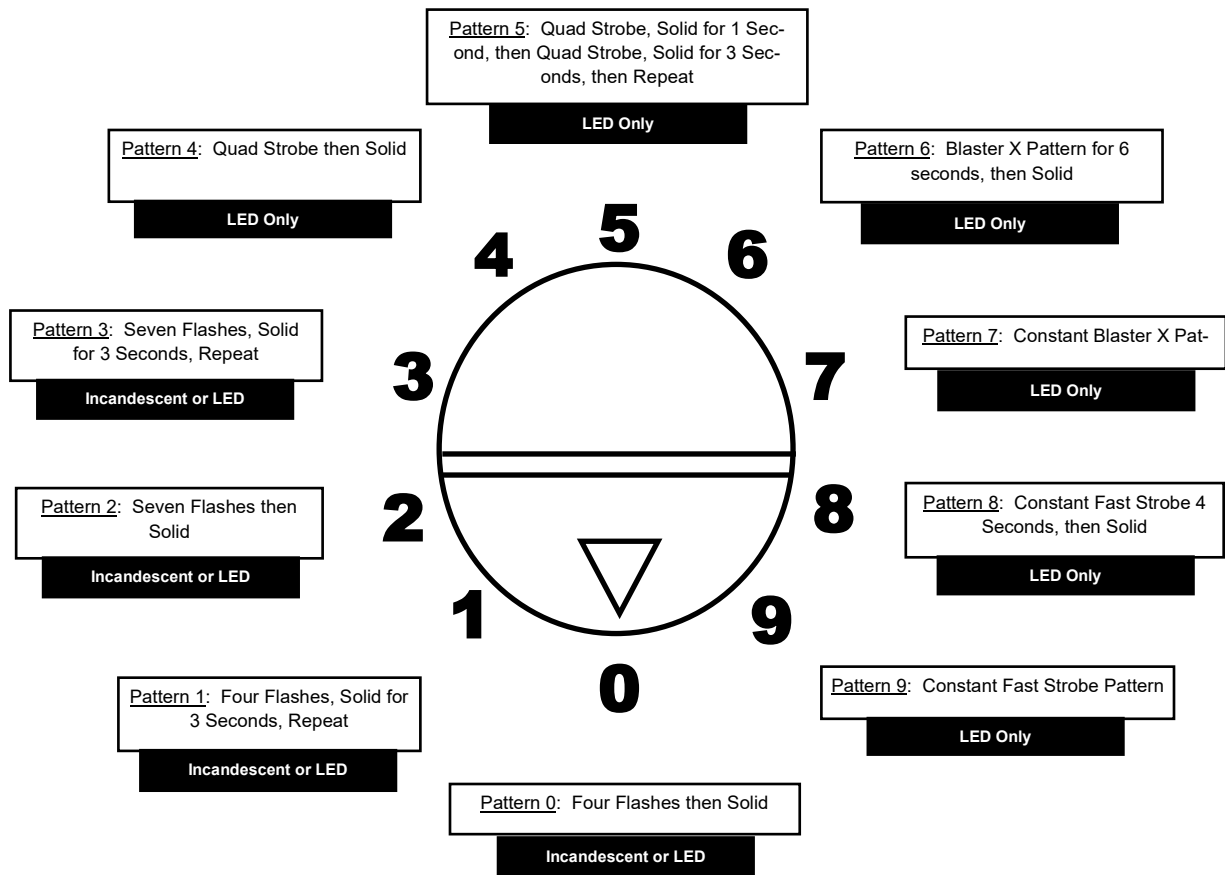 Pattern 5:  Quad Strobe, Solid for 1 Sec-
ond, then Quad Strobe, Solid for 3 Sec-
onds, then Repeat
LED Only
Pattern 4:  Quad Strobe then Solid
LED Only
Pattern 6:  Blaster X Pattern for 6
seconds, then Solid
LED Only
5
4
6
Pattern 3:  Seven Flashes, Solid
for 3 Seconds, Repeat
Incandescent or LED
3
7
Pattern 7:  Constant Blaster X Pat-
LED Only
Pattern 2:  Seven Flashes then
Solid
Incandescent or LED
2
8
Pattern 8:  Constant Fast Strobe 4
Seconds, then Solid
LED Only
1
9
0
Pattern 1:  Four Flashes, Solid for
3 Seconds, Repeat
Incandescent or LED
Pattern 9:  Constant Fast Strobe Pattern
LED Only
Pattern 0:  Four Flashes then Solid
Incandescent or LED